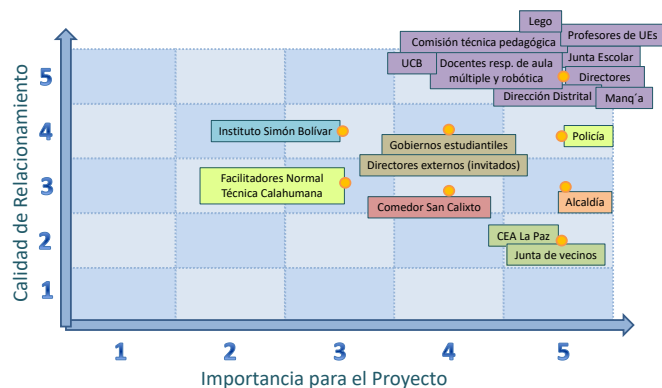 Lego
Profesores de UEs
Comisión técnica pedagógica
Junta Escolar
UCB
Docentes resp. de aula
múltiple y robótica
Directores
Dirección Distrital
Manq´a
Instituto Simón Bolívar
Gobiernos estudiantiles
Policía
Directores externos (invitados)
Facilitadores Normal
Técnica Calahumana
Comedor San Calixto
Alcaldía
CEA La Paz
Junta de vecinos
Calidad de Relacionamiento
5
4
3
2
1
1 2 3 4 5
Importancia para el Proyecto